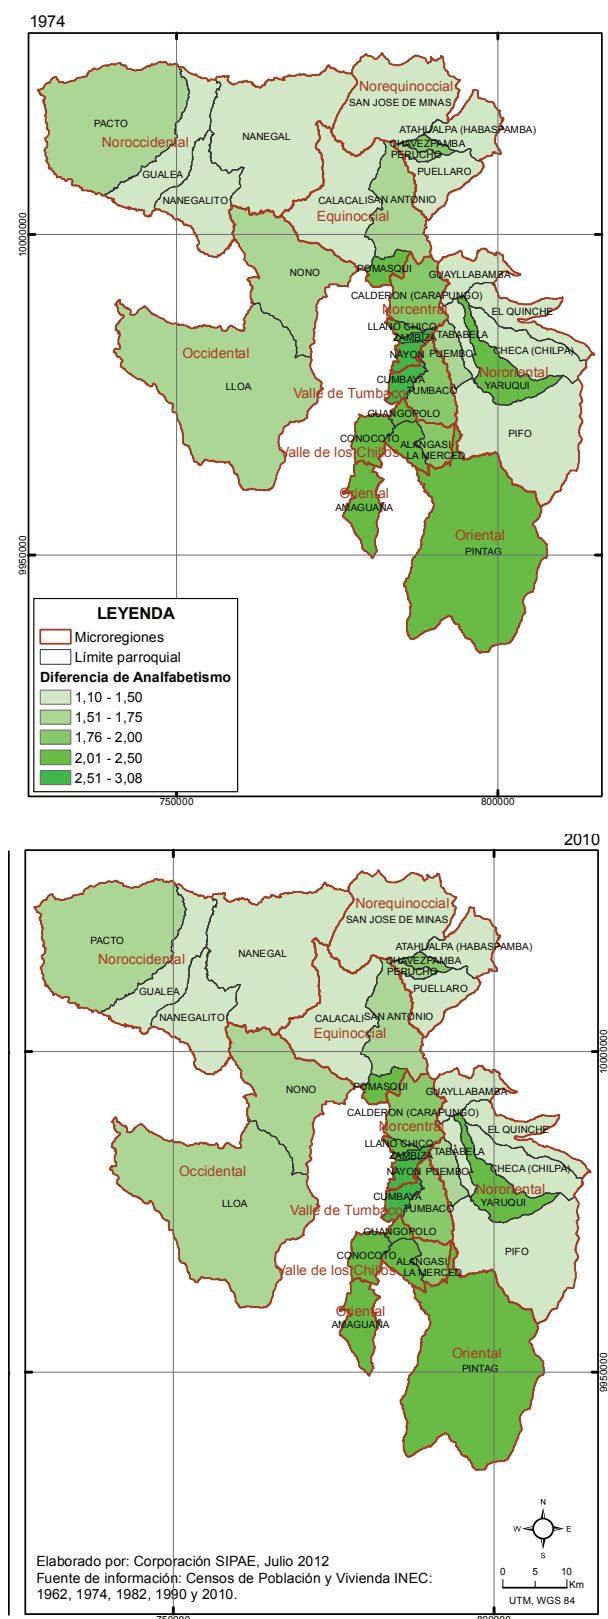 1974
Norequinoccial
SAN JOSE DE MINAS
PACTO
ATAHUALPA (HABASPAMBA)
NANEGAL
Noroccidental
CHAVEZPAMBA
PERUCHO
GUALEA
PUELLARO
NANEGALITO
CALACALI
SAN ANTONIO
Equinoccial
10000000
NONO
POMASQUI
GUAYLLABAMBA
CALDERON (CARAPUNGO)
Norcentral
EL QUINCHE
LLANO CHICO
TABABELA
ZAMBIZA
CHECA (CHILPA)
Occidental
NAYON
PUEMBO
Nororiental
LLOA
CUMBAYA
YARUQUI
Valle de Tumbaco
TUMBACO
GUANGOPOLO
PIFO
CONOCOTO
ALANGASI
Valle de los Chillos
LA MERCED
Oriental
AMAGUAÑA
Oriental
PINTAG
9950000
LEYENDA
Microregiones
Límite parroquial
Diferencia de Analfabetismo
1,10 - 1,50
1,51 - 1,75
1,76 - 2,00
2,01 - 2,50
2,51 - 3,08
750000
800000
2010
Norequinoccial
SAN JOSE DE MINAS
PACTO
ATAHUALPA (HABASPAMBA)
NANEGAL
Noroccidental
CHAVEZPAMBA
PERUCHO
GUALEA
PUELLARO
NANEGALITO
CALACALI
SAN ANTONIO
Equinoccial
10000000
NONO
POMASQUI
GUAYLLABAMBA
CALDERON (CARAPUNGO)
Norcentral
EL QUINCHE
LLANO CHICO
TABABELA
ZAMBIZA
CHECA (CHILPA)
Occidental
NAYON
PUEMBO
Nororiental
LLOA
CUMBAYA
YARUQUI
Valle de Tumbaco
TUMBACO
GUANGOPOLO
PIFO
CONOCOTO
ALANGASI
Valle de los Chillos
LA MERCED
Oriental
AMAGUAÑA
Oriental
PINTAG
9950000
N
W
E
S
Elaborado por: Corporación SIPAE, Julio 2012
Fuente de información: Censos de Población y Vivienda INEC:
1962, 1974, 1982, 1990 y 2010.
0 5 10
Km
UTM, WGS 84
750000
800000